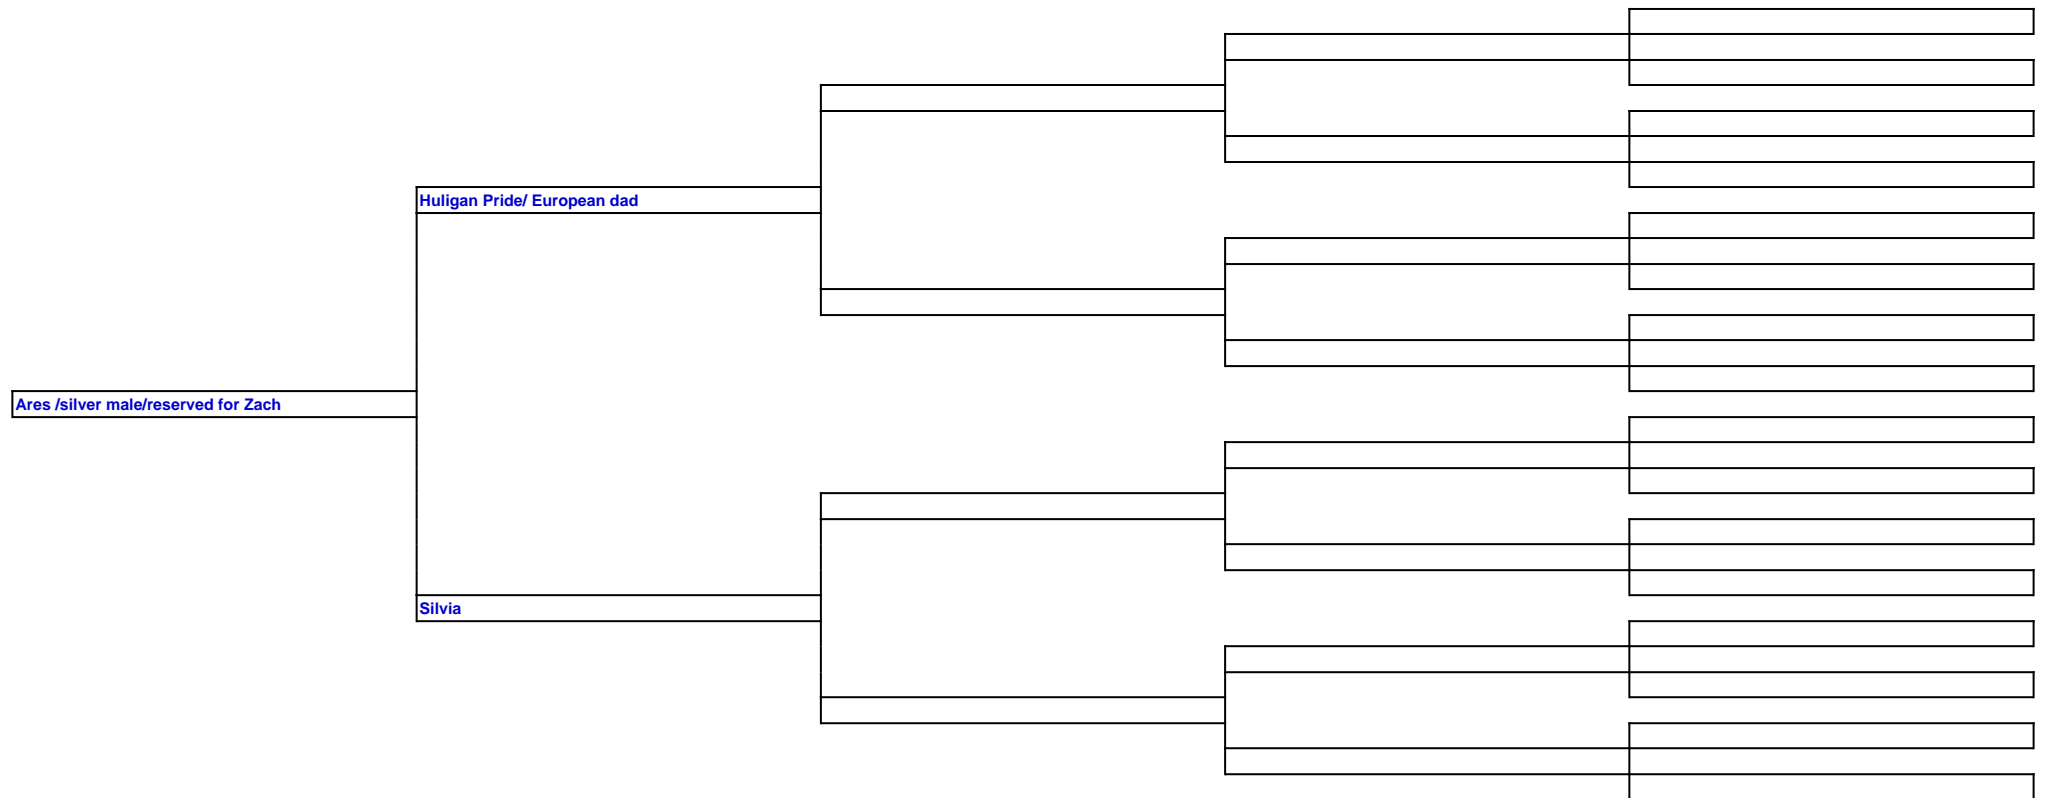 Huligan Pride/ European dad
Ares /silver male/reserved for Zach
Silvia